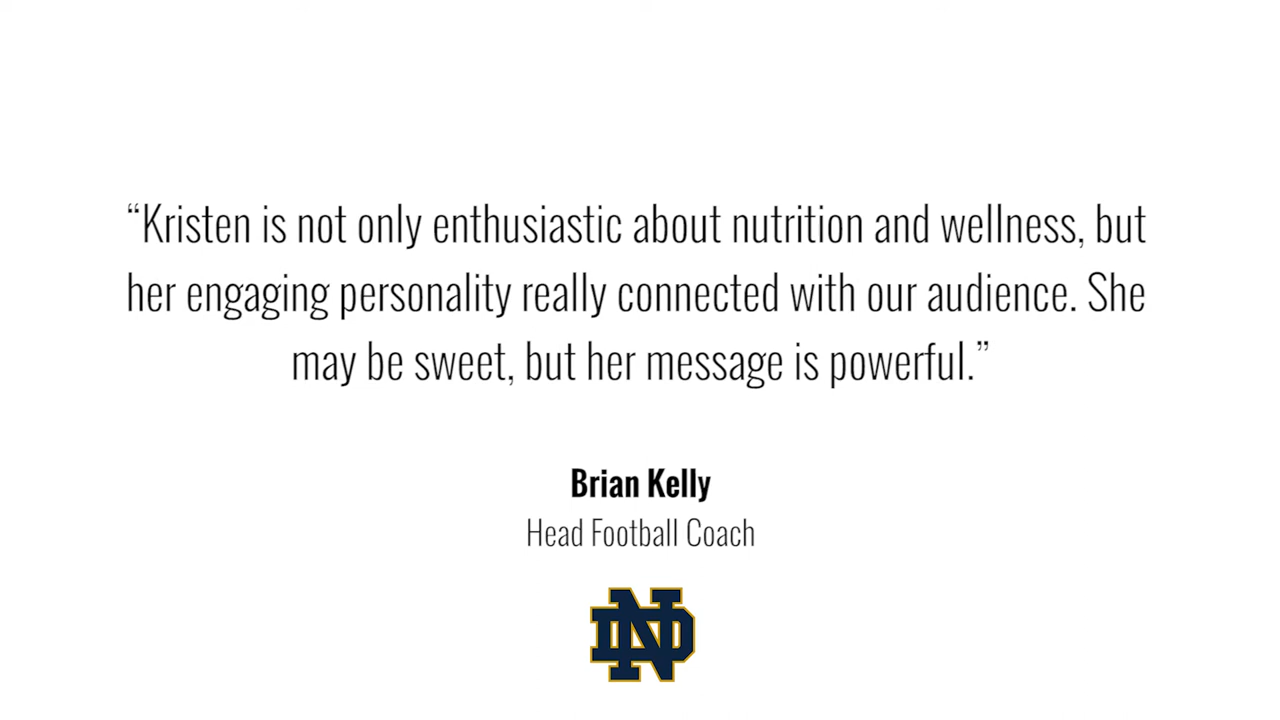 “Kristen is not only enthusiastic about nutrition and wellness, but
her engaging personality really connected with our audience. She
may be sweet, but her message is powerful.”
Brian Kelly
Head Football Coach
ND